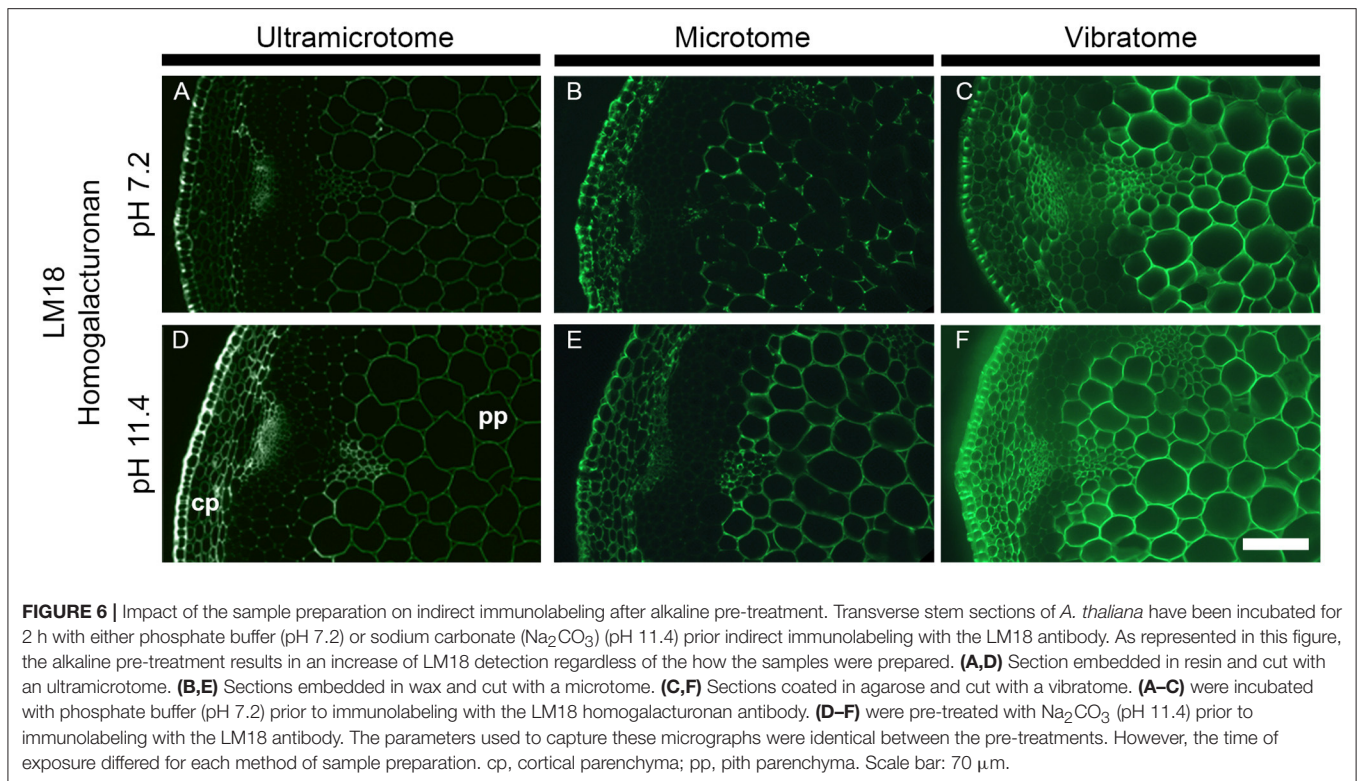 Ultramicrotome
Microtome
Vibratome
LM18
Homogalacturonan
pH 7.2
pH 11.4
A
B
C
D
E
F
cp
pp
FIGURE 6 | Impact of the sample preparation on indirect immunolabeling after alkaline pre-treatment. Transverse stem sections of A. thaliana have been incubated for
2 h with either phosphate buffer (pH 7.2) or sodium carbonate (Na₂CO₃) (pH 11.4) prior indirect immunolabeling with the LM18 antibody. As represented in this figure,
the alkaline pre-treatment results in an increase of LM18 detection regardless of the how the samples were prepared. (A,D) Section embedded in resin and cut with
an ultramicrotome. (B,E) Sections embedded in wax and cut with a microtome. (C,F) Sections coated in agarose and cut with a vibratome. (A–C) were incubated
with phosphate buffer (pH 7.2) prior to immunolabeling with the LM18 homogalacturonan antibody. (D–F) were pre-treated with Na₂CO₃ (pH 11.4) prior to
immunolabeling with the LM18 antibody. The parameters used to capture these micrographs were identical between the pre-treatments. However, the time of
exposure differed for each method of sample preparation. cp, cortical parenchyma; pp, pith parenchyma. Scale bar: 70 μm.